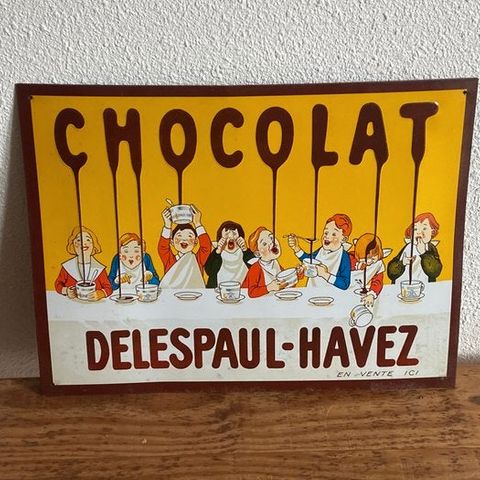 CHOCOLAT
DELESPAUL-HAVEZ
EN VENTE ICI